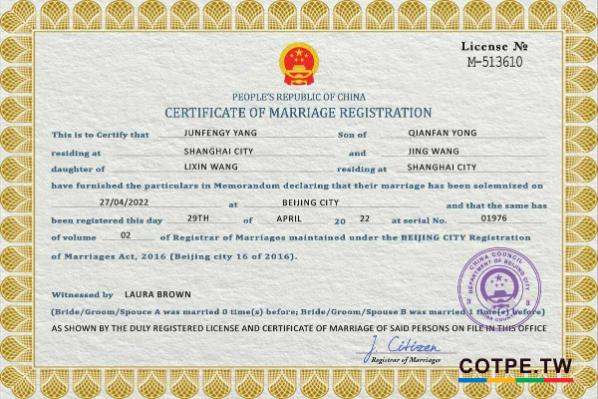 License №
M-513610
PEOPLE'S REPUBLIC OF CHINA
CERTIFICATE OF MARRIAGE REGISTRATION
This is to Certify that JUNFENGY YANG Son of QIANFAN YONG
residing at SHANGHAI CITY and JING WANG
daughter of LIXIN WANG residing at SHANGHAI CITY
have furnished the particulars in Memorandum declaring that their marriage has been solemnized on
27/04/2022 at BEIJING CITY and that the same has
been registered this day 29TH of APRIL 20 22 at serial No. 01976
of volume 02 of Registrar of Marriages maintained under the BEIJING CITY Registration
of Marriages Act, 2016 (Beijing city 16 of 2016).
CHINA COUNCIL
DEPARTMENT OF BEIJING CITY
Witnessed by LAURA BROWN
(Bride/Groom/Spouce A was married 0 time(s) before; Bride/Groom/Spouse B was married 1 time(s) before)
AS SHOWN BY THE DULY REGISTERED LICENSE AND CERTIFICATE OF MARRIAGE OF SAID PERSONS ON FILE IN THIS OFFICE
J. Citizen
Registrar of Marriages
COTPE.TW